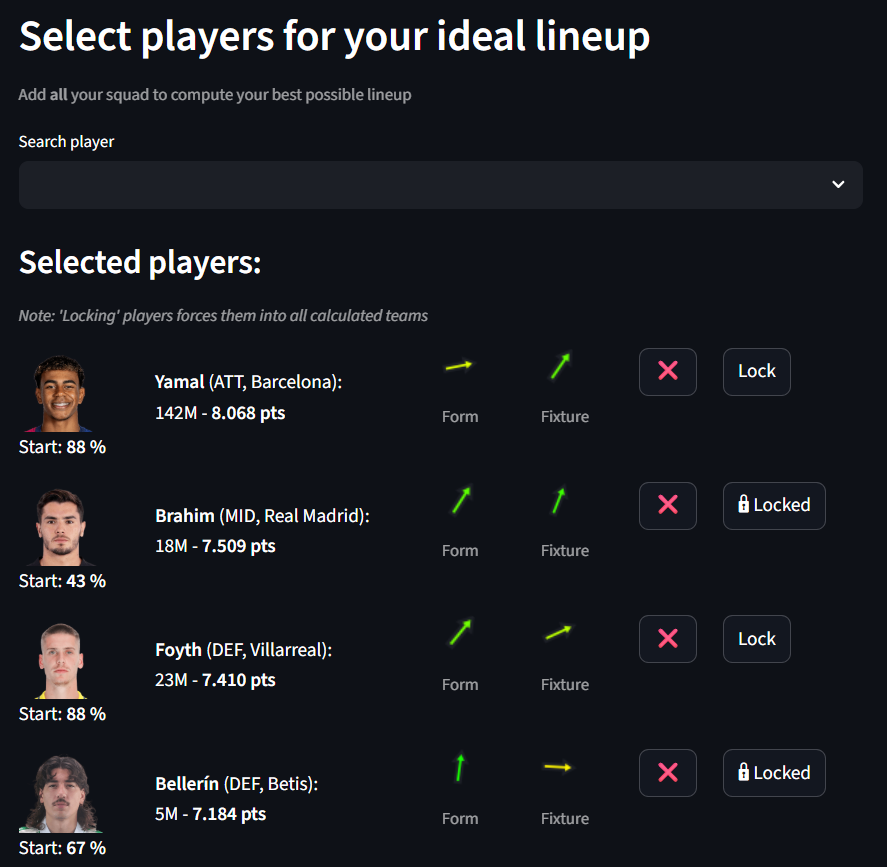 Select players for your ideal lineup
Add all your squad to compute your best possible lineup
Search player
Selected players:
Note: 'Locking' players forces them into all calculated teams
Yamal (ATT, Barcelona):
142M - 8.068 pts
Start: 88 %
Form
Fixture
Lock
Brahim (MID, Real Madrid):
18M - 7.509 pts
Start: 43 %
Form
Fixture
Locked
Foyth (DEF, Villarreal):
23M - 7.410 pts
Start: 88 %
Form
Fixture
Lock
Bellerín (DEF, Betis):
5M - 7.184 pts
Start: 67 %
Form
Fixture
Locked